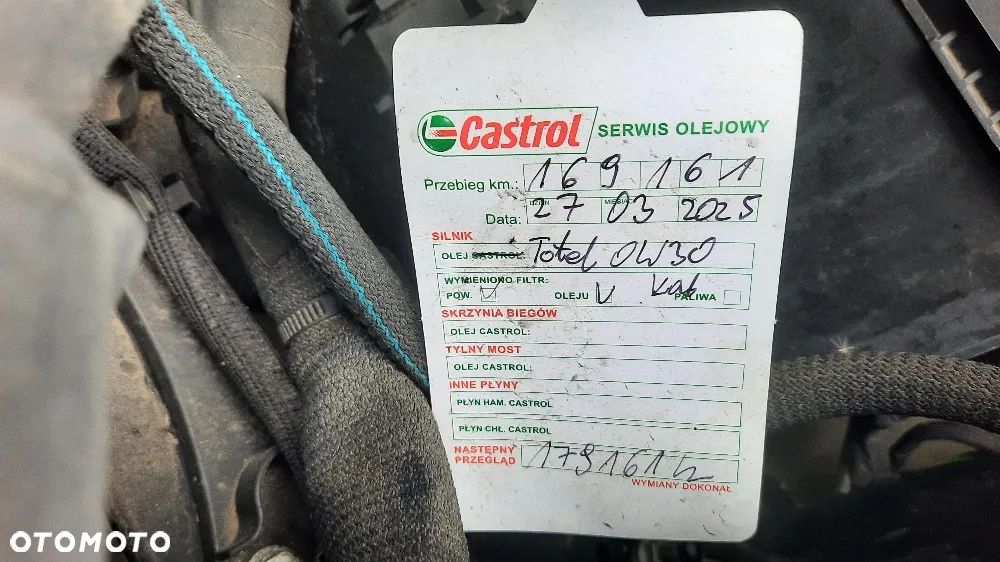 Castrol SERWIS OLEJOWY
Przebieg km.: 169161
DZIEŃ MIESIĄC
Data: 27 03 2025
SILNIK
OLEJ CASTROL: Total 0W30
WYMIENIONO FILTR:
POW. V OLEJU V Kab PALIWA
SKRZYNIA BIEGÓW
OLEJ CASTROL:
TYLNY MOST
OLEJ CASTROL:
INNE PŁYNY
PŁYN HAM. CASTROL
PŁYN CHŁ. CASTROL
NASTĘPNY PRZEGLĄD 179161
WYMIANY DOKONAŁ
OTOMOTO